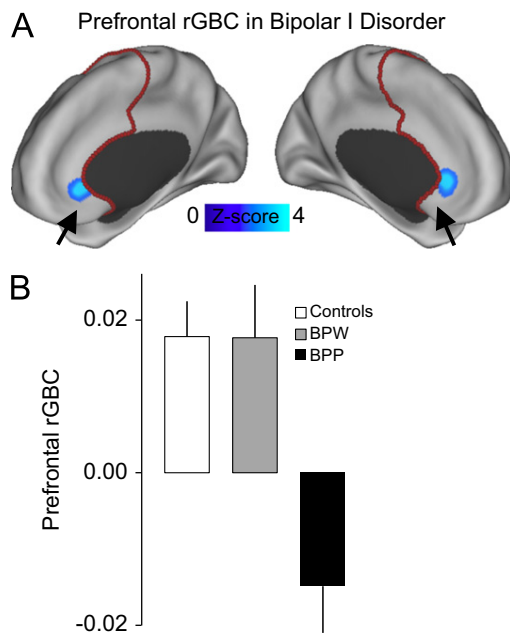 A Prefrontal rGBC in Bipolar I Disorder
0 Z-score 4
B
Controls
BPW
BPP
Prefrontal rGBC
0.02
0.00
-0.02